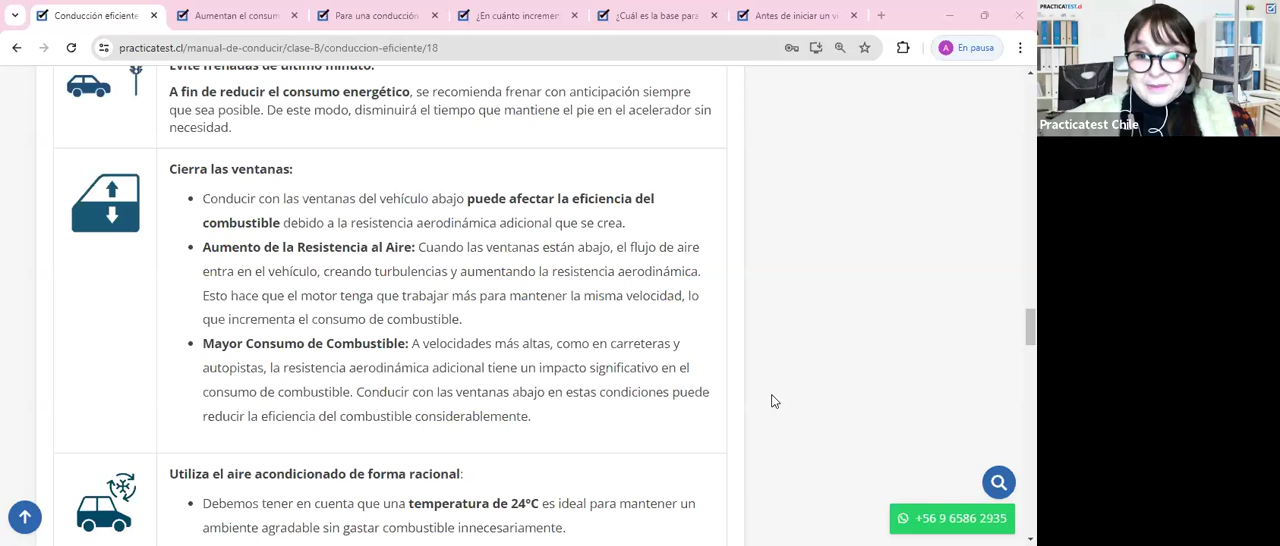 Conducción eficiente
Aumentan el consum
Para una conducción
¿En cuánto incremen
¿Cuál es la base para
Antes de iniciar un v
practicatest.cl/manual-de-conducir/clase-B/conduccion-eficiente/18
A
En pausa
PRACTICATEST.cl
Practicatest Chile
Evite frenadas de último minuto:
A fin de reducir el consumo energético, se recomienda frenar con anticipación siempre
que sea posible. De este modo, disminuirá el tiempo que mantiene el pie en el acelerador sin
necesidad.
Cierra las ventanas:
Conducir con las ventanas del vehículo abajo puede afectar la eficiencia del
combustible debido a la resistencia aerodinámica adicional que se crea.
Aumento de la Resistencia al Aire: Cuando las ventanas están abajo, el flujo de aire
entra en el vehículo, creando turbulencias y aumentando la resistencia aerodinámica.
Esto hace que el motor tenga que trabajar más para mantener la misma velocidad, lo
que incrementa el consumo de combustible.
Mayor Consumo de Combustible: A velocidades más altas, como en carreteras y
autopistas, la resistencia aerodinámica adicional tiene un impacto significativo en el
consumo de combustible. Conducir con las ventanas abajo en estas condiciones puede
reducir la eficiencia del combustible considerablemente.
Utiliza el aire acondicionado de forma racional:
Debemos tener en cuenta que una temperatura de 24°C es ideal para mantener un
ambiente agradable sin gastar combustible innecesariamente.
+56 9 6586 2935